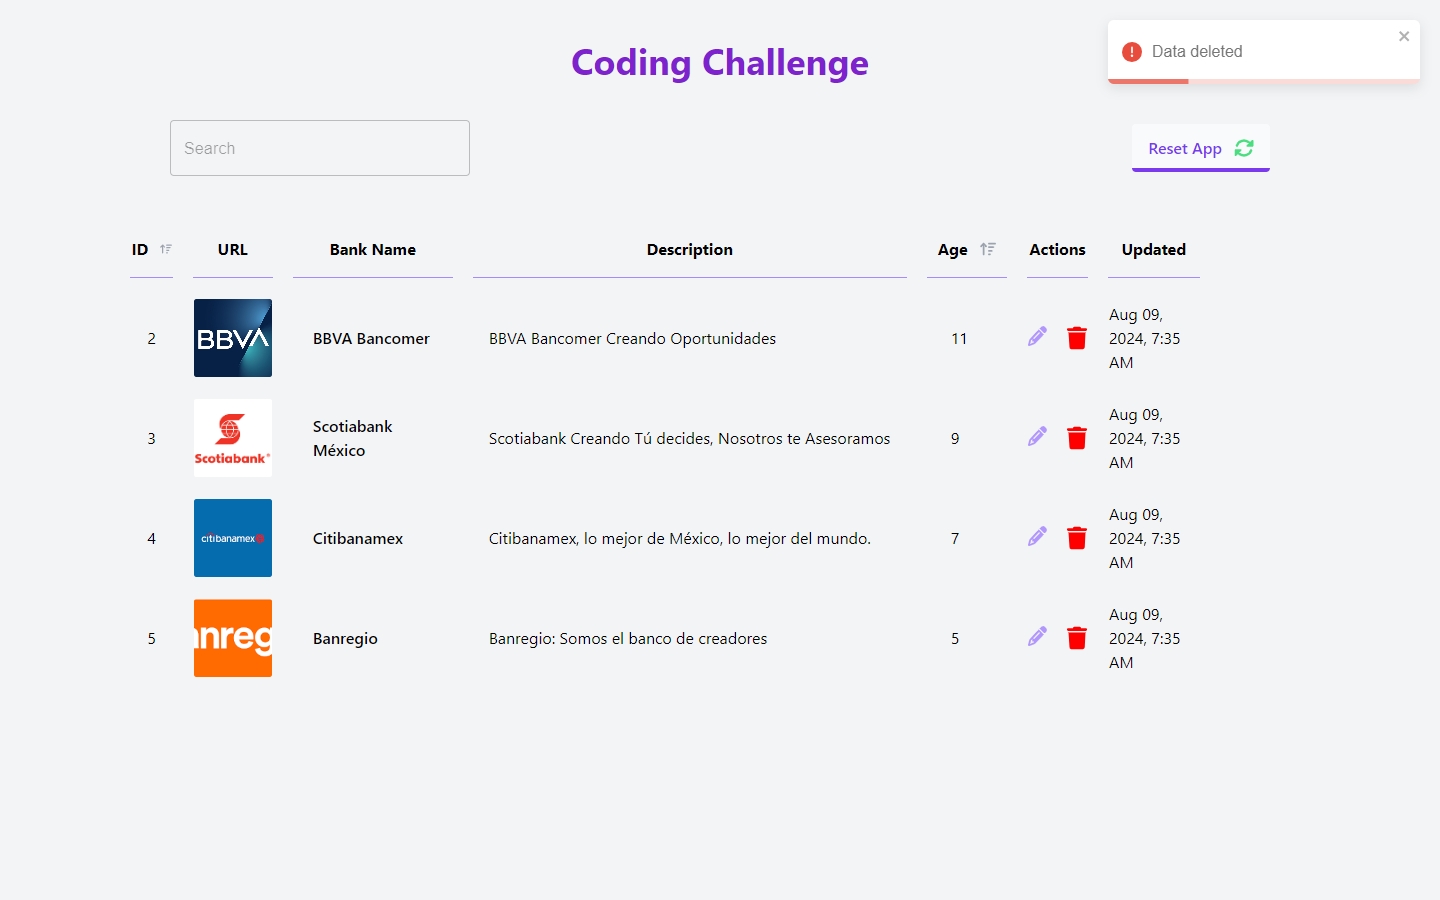 Coding Challenge
Data deleted
Search
Reset App
ID URL Bank Name Description Age Actions Updated
2 BBVA BBVA Bancomer BBVA Bancomer Creando Oportunidades 11 Aug 09, 2024, 7:35 AM
3 Scotiabank Scotiabank México Scotiabank Creando Tú decides, Nosotros te Asesoramos 9 Aug 09, 2024, 7:35 AM
4 citibanamex Citibanamex Citibanamex, lo mejor de México, lo mejor del mundo. 7 Aug 09, 2024, 7:35 AM
5 anreg Banregio Banregio: Somos el banco de creadores 5 Aug 09, 2024, 7:35 AM